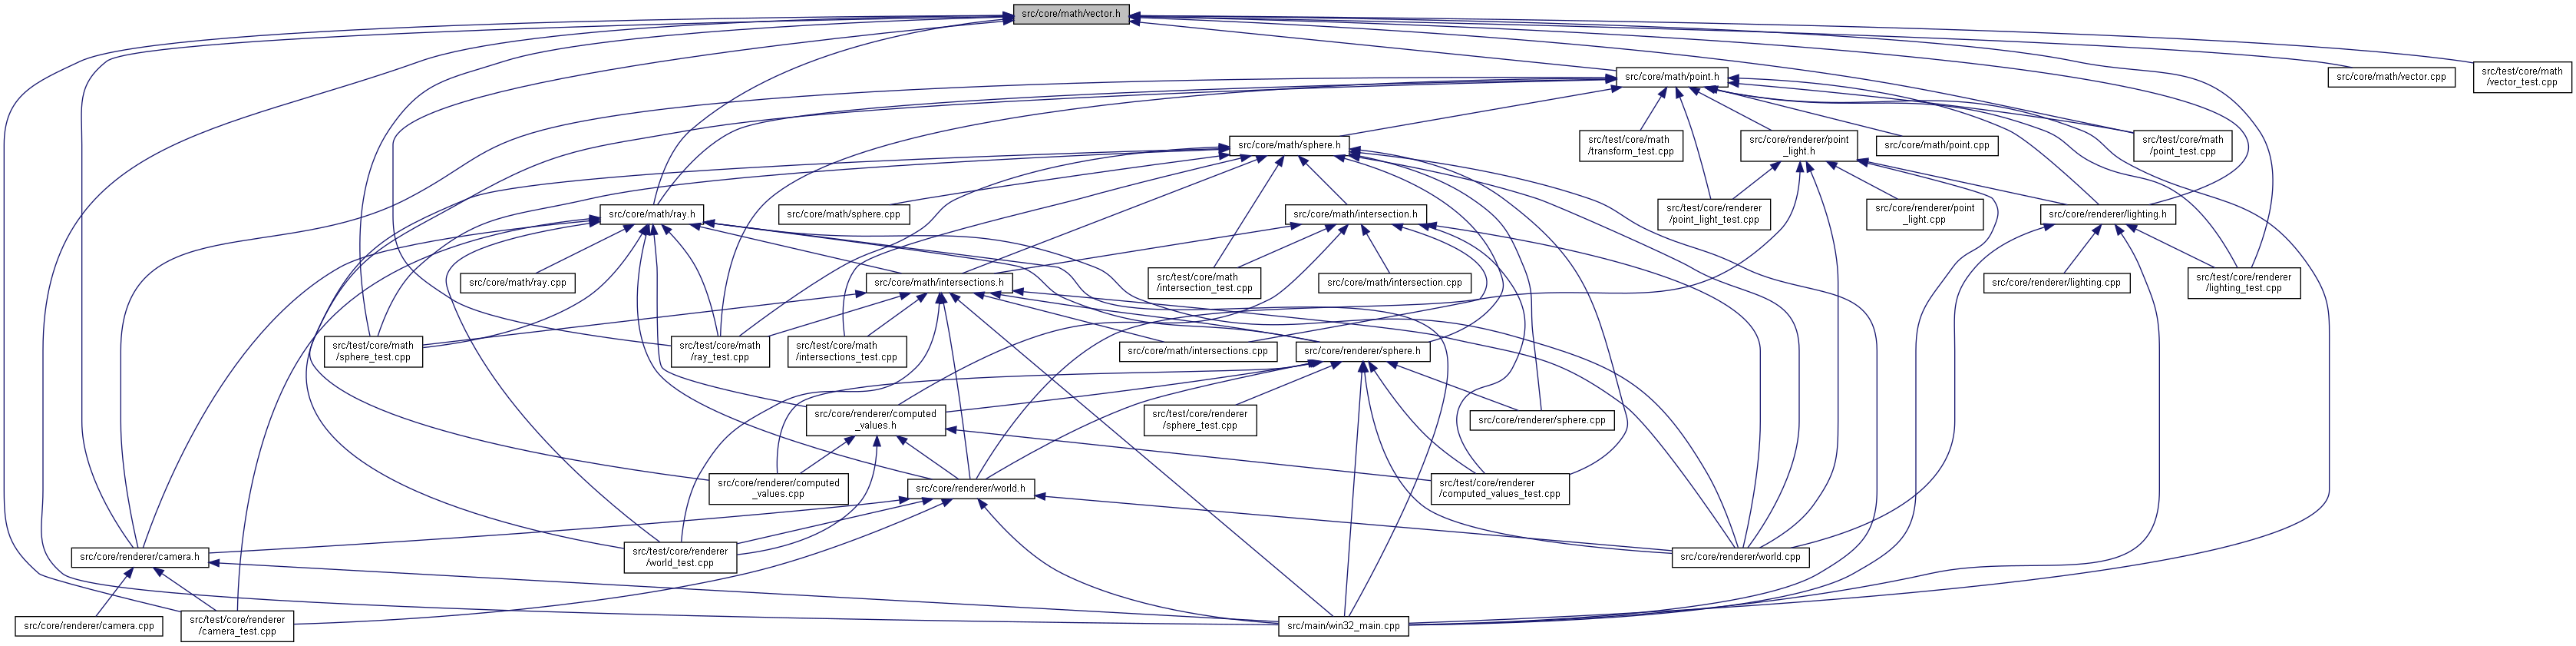 src/core/math/vector.h
src/core/math/point.h
src/core/math/vector.cpp
src/test/core/math
/vector_test.cpp
src/core/math/sphere.h
src/test/core/math
/transform_test.cpp
src/core/renderer/point
_light.h
src/core/math/point.cpp
src/test/core/math
/point_test.cpp
src/core/math/ray.h
src/core/math/sphere.cpp
src/core/math/intersection.h
src/test/core/renderer
/point_light_test.cpp
src/core/renderer/point
_light.cpp
src/core/renderer/lighting.h
src/core/math/ray.cpp
src/core/math/intersections.h
src/test/core/math
/intersection_test.cpp
src/core/math/intersection.cpp
src/core/renderer/lighting.cpp
src/test/core/renderer
/lighting_test.cpp
src/test/core/math
/sphere_test.cpp
src/test/core/math
/ray_test.cpp
src/test/core/math
/intersections_test.cpp
src/core/math/intersections.cpp
src/core/renderer/sphere.h
src/core/renderer/computed
_values.h
src/test/core/renderer
/sphere_test.cpp
src/core/renderer/sphere.cpp
src/core/renderer/computed
_values.cpp
src/core/renderer/world.h
src/test/core/renderer
/computed_values_test.cpp
src/core/renderer/camera.h
src/test/core/renderer
/world_test.cpp
src/core/renderer/world.cpp
src/core/renderer/camera.cpp
src/test/core/renderer
/camera_test.cpp
src/main/win32_main.cpp